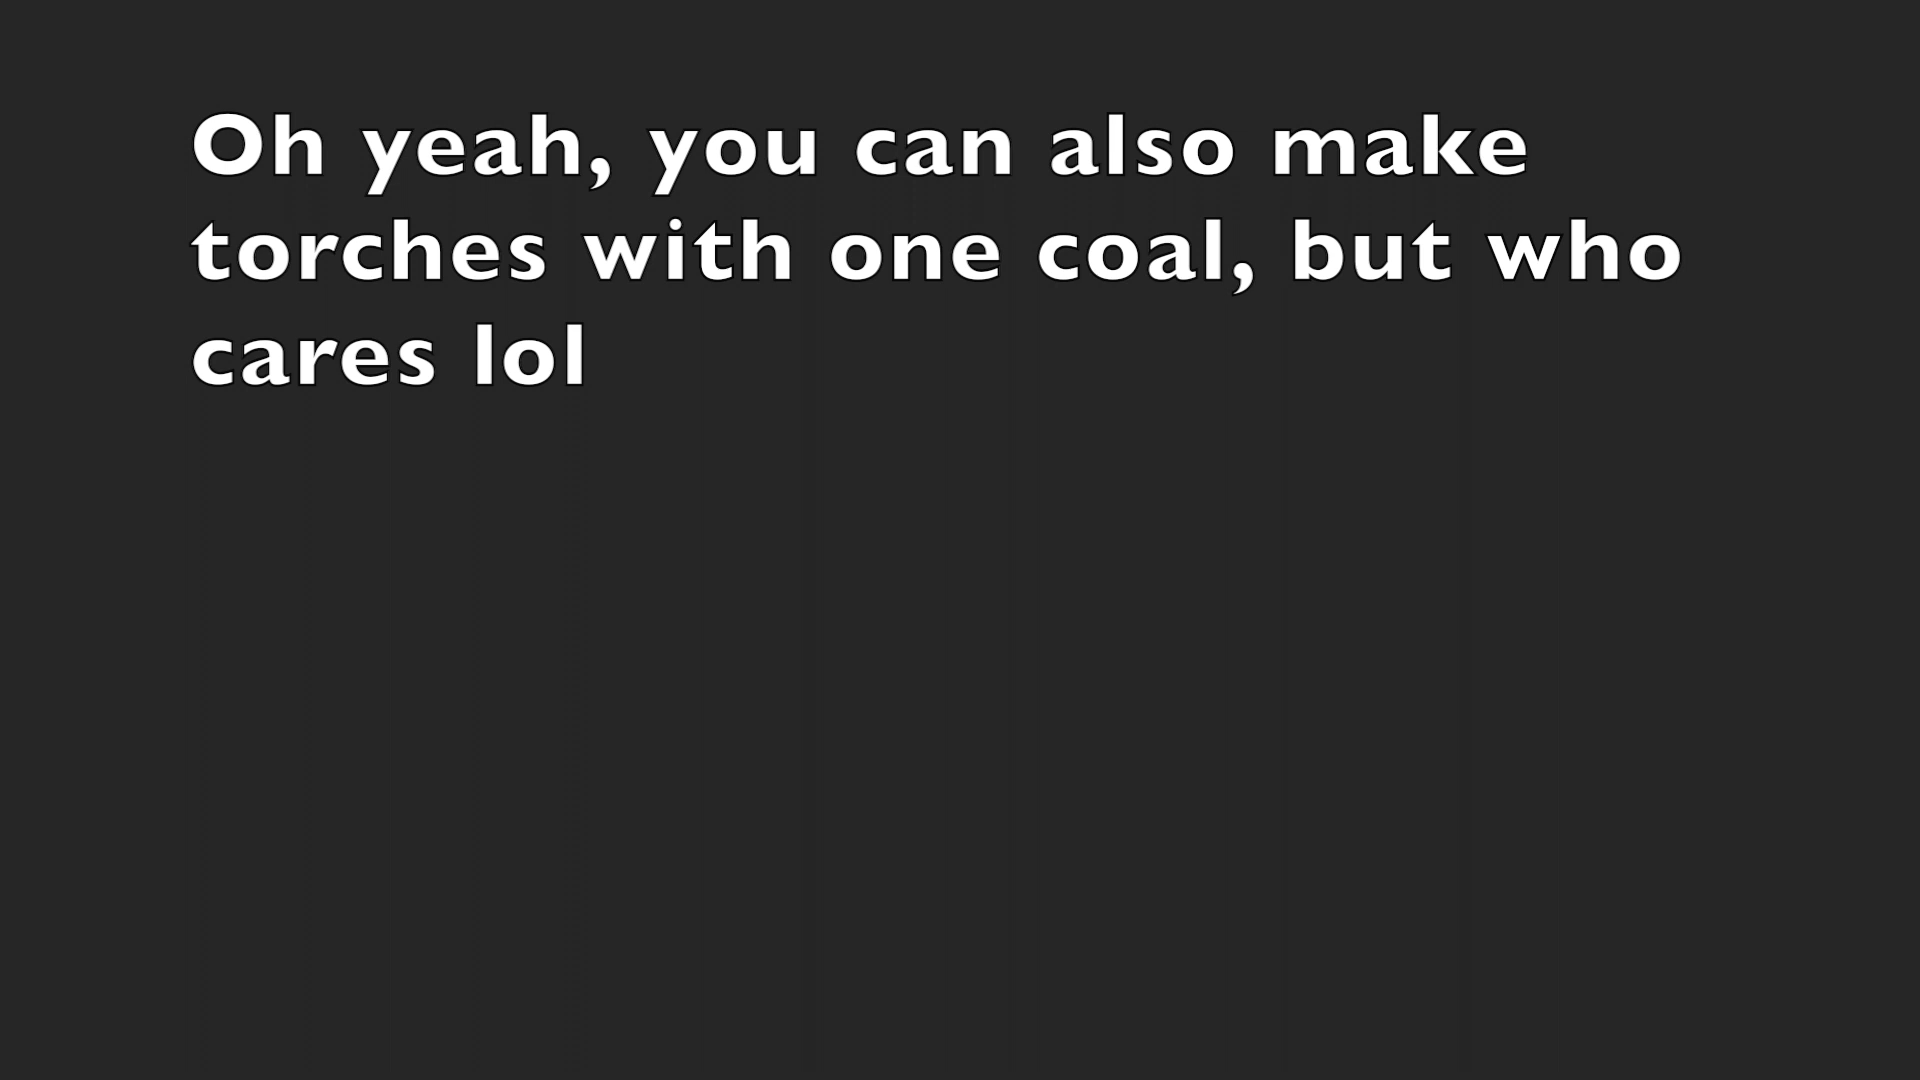 Oh yeah, you can also make
torches with one coal, but who
cares lol